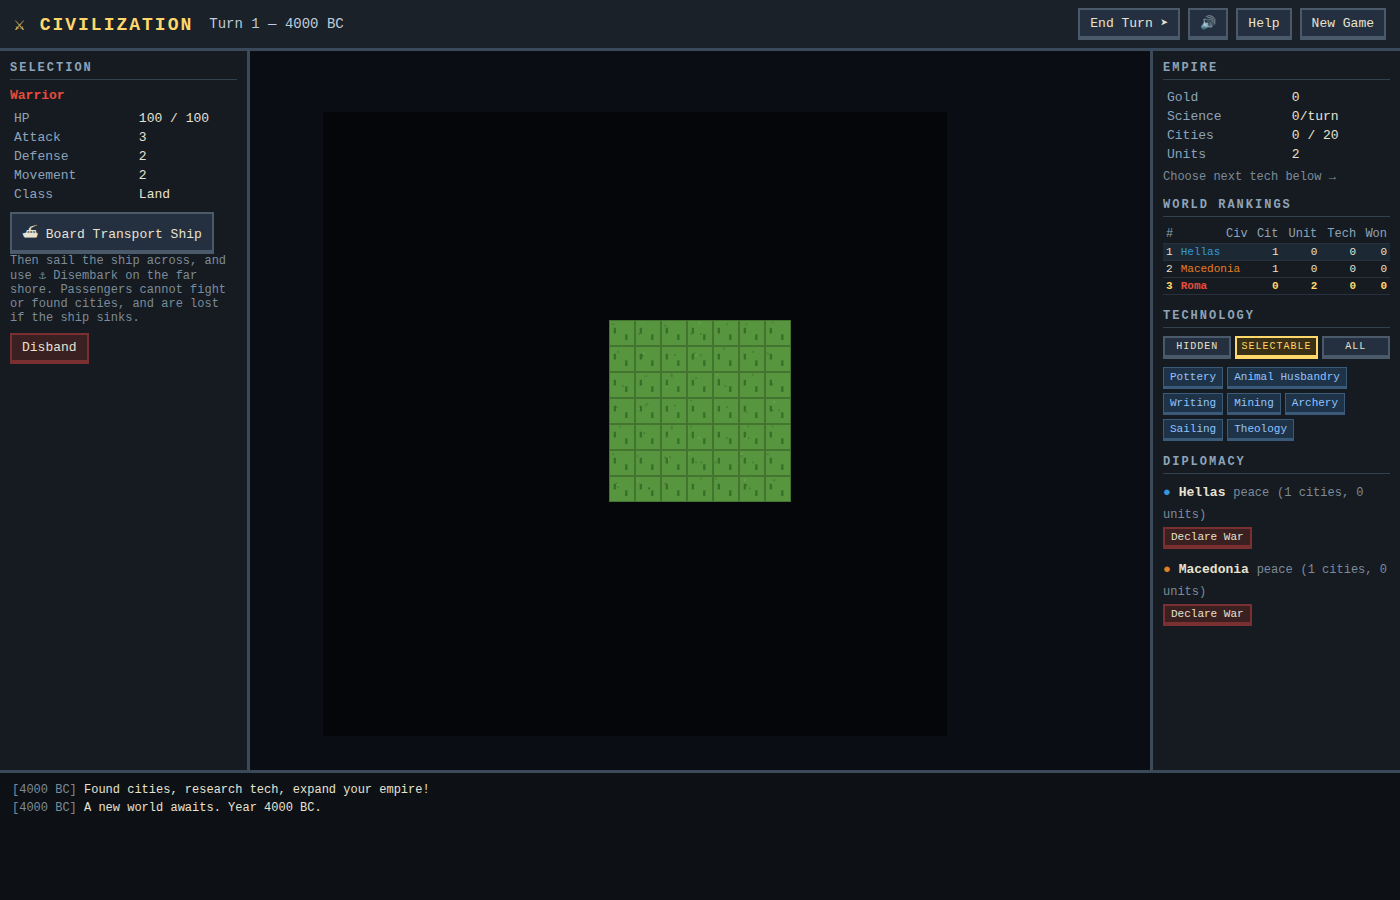 ⚔ CIVILIZATION Turn 1 — 4000 BC End Turn ➤ 🔊 Help New Game
SELECTION
Warrior
HP 100 / 100
Attack 3
Defense 2
Movement 2
Class Land
⛴ Board Transport Ship
Then sail the ship across, and
use ⚓ Disembark on the far
shore. Passengers cannot fight
or found cities, and are lost
if the ship sinks.
Disband
EMPIRE
Gold 0
Science 0/turn
Cities 0 / 20
Units 2
Choose next tech below →
WORLD RANKINGS
# Civ Cit Unit Tech Won
1 Hellas 1 0 0 0
2 Macedonia 1 0 0 0
3 Roma 0 2 0 0
TECHNOLOGY
HIDDEN SELECTABLE ALL
Pottery Animal Husbandry
Writing Mining Archery
Sailing Theology
DIPLOMACY
● Hellas peace (1 cities, 0
units)
Declare War
● Macedonia peace (1 cities, 0
units)
Declare War
[4000 BC] Found cities, research tech, expand your empire!
[4000 BC] A new world awaits. Year 4000 BC.